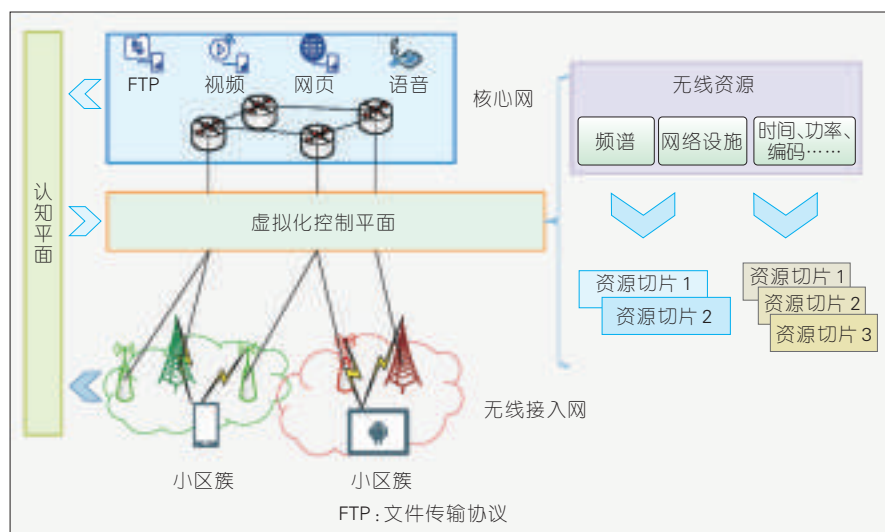 FTP
视频
网页
语音
核心网
无线资源
频谱
网络设施
时间、功率、
编码……
认知平面
虚拟化控制平面
资源切片1
资源切片2
资源切片1
资源切片2
资源切片3
无线接入网
小区簇
小区簇
FTP:文件传输协议